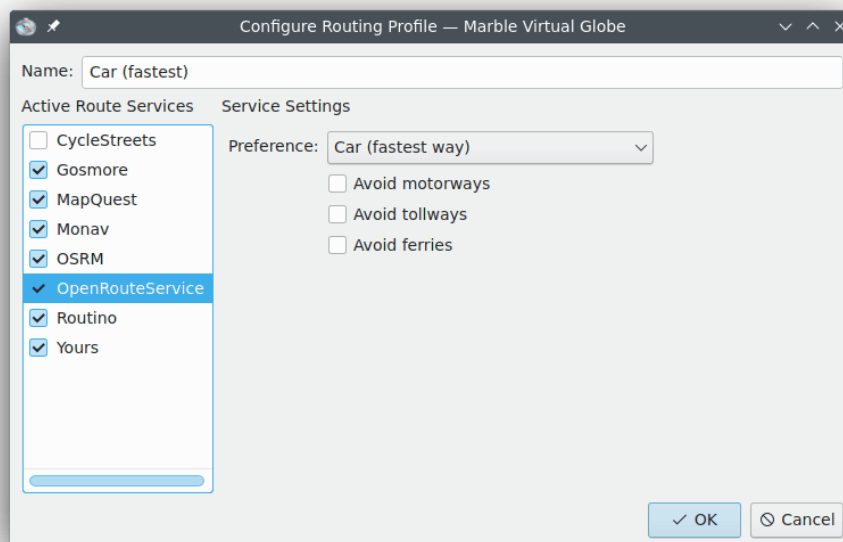 Configure Routing Profile — Marble Virtual Globe
Name: Car (fastest)
Active Route Services Service Settings
CycleStreets
Gosmore
MapQuest
Monav
OSRM
OpenRouteService
Routino
Yours
Preference: Car (fastest way)
Avoid motorways
Avoid tollways
Avoid ferries
OK Cancel